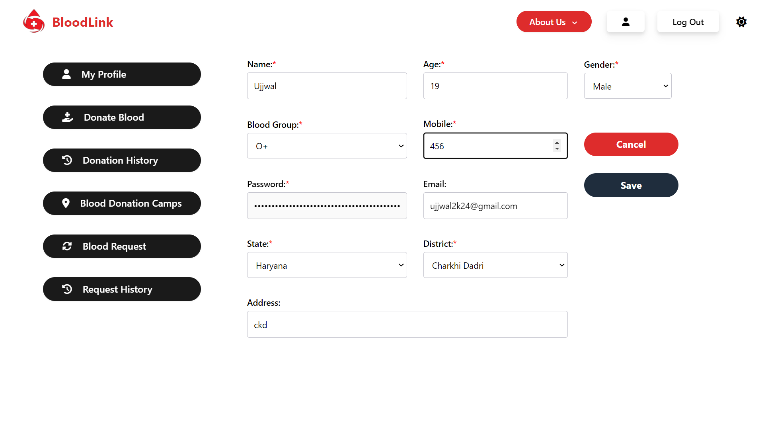 BloodLink
About Us
Log Out
My Profile
Donate Blood
Donation History
Blood Donation Camps
Blood Request
Request History
Name:* Age:* Gender:*
Ujjwal 19 Male
Blood Group:* Mobile:*
O+ 456
Cancel
Password:* Email:
•••••••••••••••••••••••••••••••••••••••••• ujjwal2k24@gmail.com
Save
State:* District:*
Haryana Charkhi Dadri
Address:
ckd